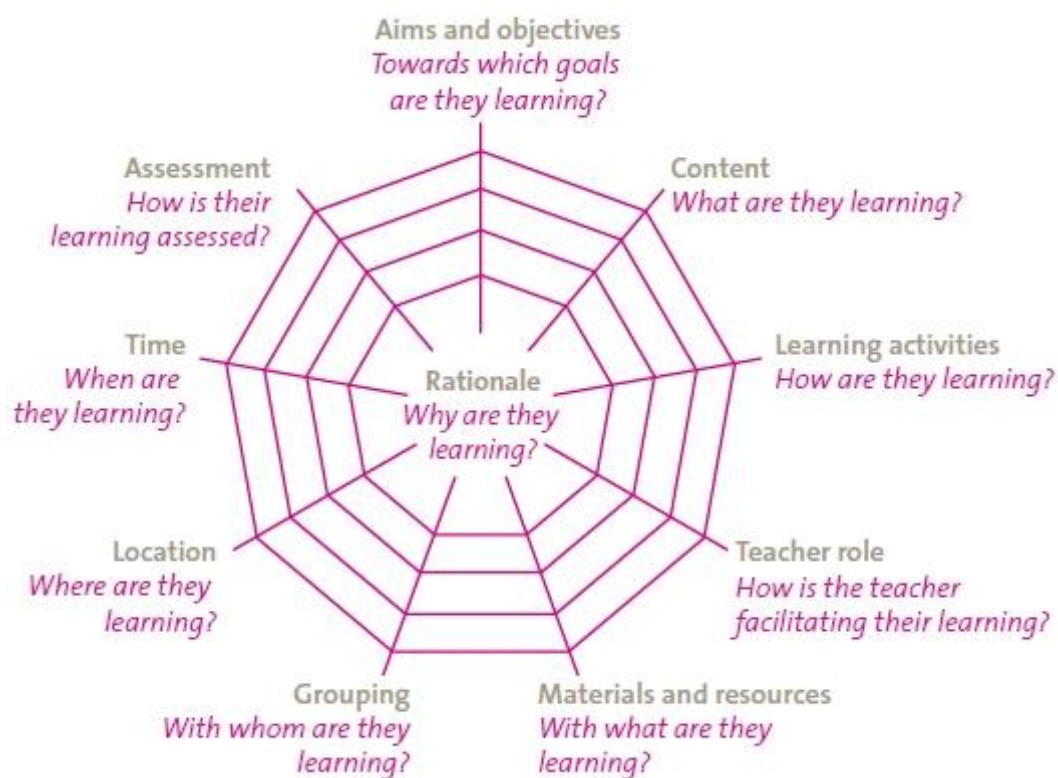 Aims and objectives
Towards which goals
are they learning?
Content
What are they learning?
Learning activities
How are they learning?
Teacher role
How is the teacher
facilitating their learning?
Materials and resources
With what are they
learning?
Grouping
With whom are they
learning?
Location
Where are they
learning?
Time
When are
they learning?
Assessment
How is their
learning assessed?
Rationale
Why are they
learning?